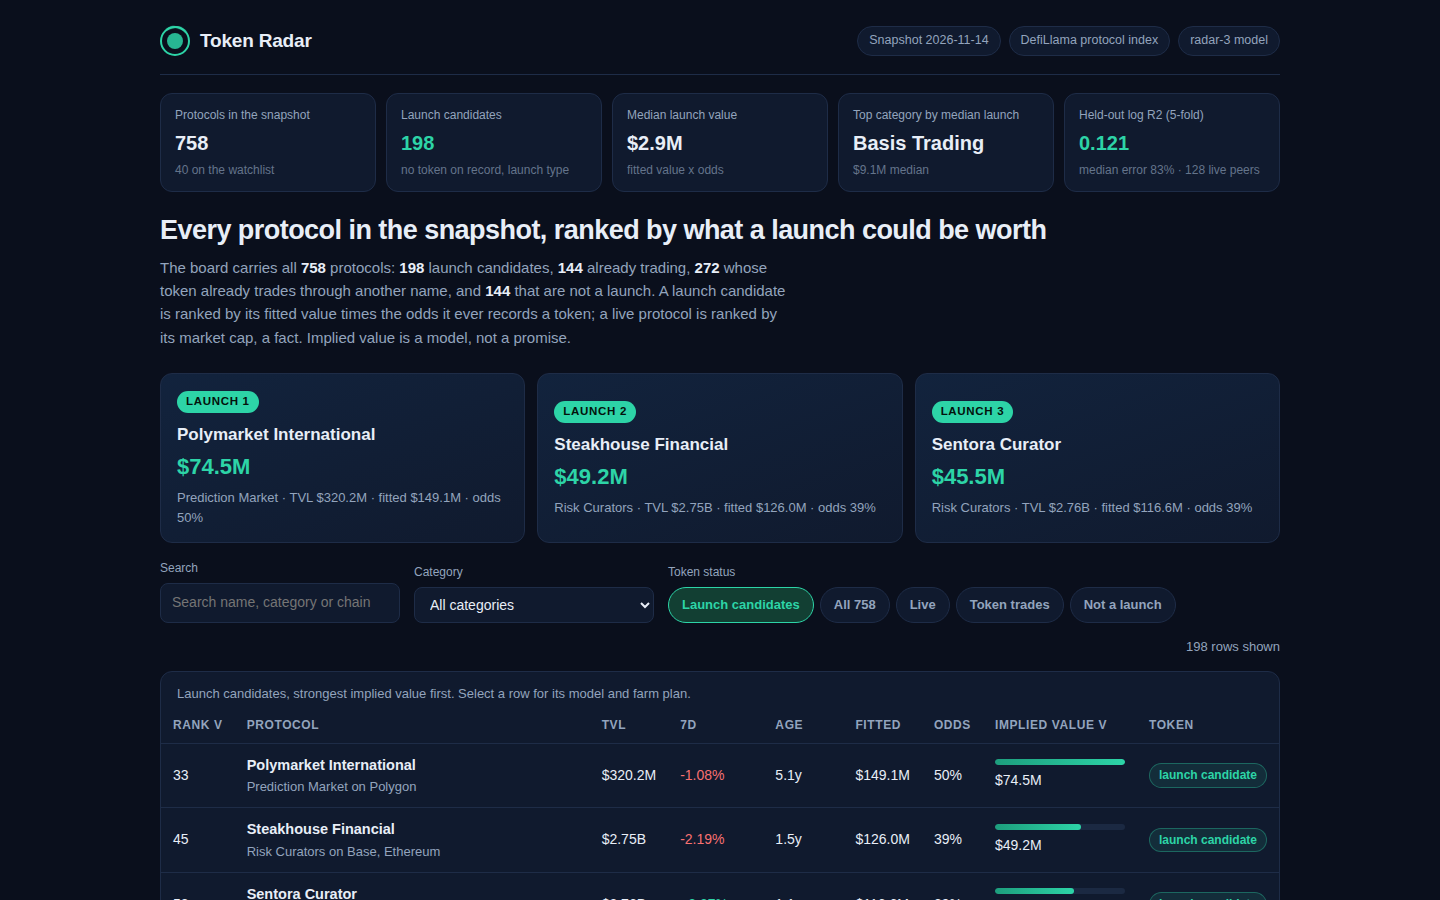 Token Radar
Snapshot 2026-11-14
DefiLlama protocol index
radar-3 model
Protocols in the snapshot
758
40 on the watchlist
Launch candidates
198
no token on record, launch type
Median launch value
$2.9M
fitted value x odds
Top category by median launch
Basis Trading
$9.1M median
Held-out log R2 (5-fold)
0.121
median error 83% · 128 live peers
Every protocol in the snapshot, ranked by what a launch could be worth
The board carries all 758 protocols: 198 launch candidates, 144 already trading, 272 whose
token already trades through another name, and 144 that are not a launch. A launch candidate
is ranked by its fitted value times the odds it ever records a token; a live protocol is ranked by
its market cap, a fact. Implied value is a model, not a promise.
LAUNCH 1
Polymarket International
$74.5M
Prediction Market · TVL $320.2M · fitted $149.1M · odds
50%
LAUNCH 2
Steakhouse Financial
$49.2M
Risk Curators · TVL $2.75B · fitted $126.0M · odds 39%
LAUNCH 3
Sentora Curator
$45.5M
Risk Curators · TVL $2.76B · fitted $116.6M · odds 39%
Search
Search name, category or chain
Category
All categories
Token status
Launch candidates
All 758
Live
Token trades
Not a launch
198 rows shown
Launch candidates, strongest implied value first. Select a row for its model and farm plan.
RANK V PROTOCOL TVL 7D AGE FITTED ODDS IMPLIED VALUE V TOKEN
33 Polymarket International $320.2M -1.08% 5.1y $149.1M 50% $74.5M launch candidate
Prediction Market on Polygon
45 Steakhouse Financial $2.75B -2.19% 1.5y $126.0M 39% $49.2M launch candidate
Risk Curators on Base, Ethereum
Sentora Curator